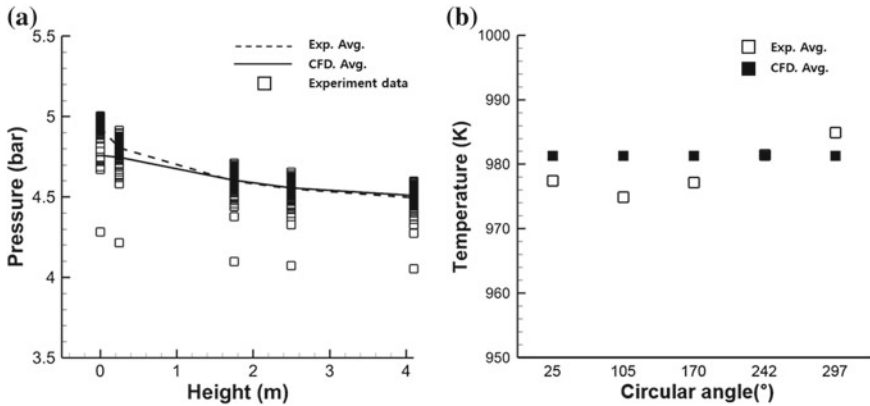 (a)
5.5
5
4.5
4
3.5
Pressure (bar)
0
1
2
3
4
Height (m)
Exp. Avg.
CFD. Avg.
Experiment data
(b)
1000
990
980
970
960
950
Temperature (K)
25
105
170
242
297
Circular angle(°)
Exp. Avg.
CFD. Avg.